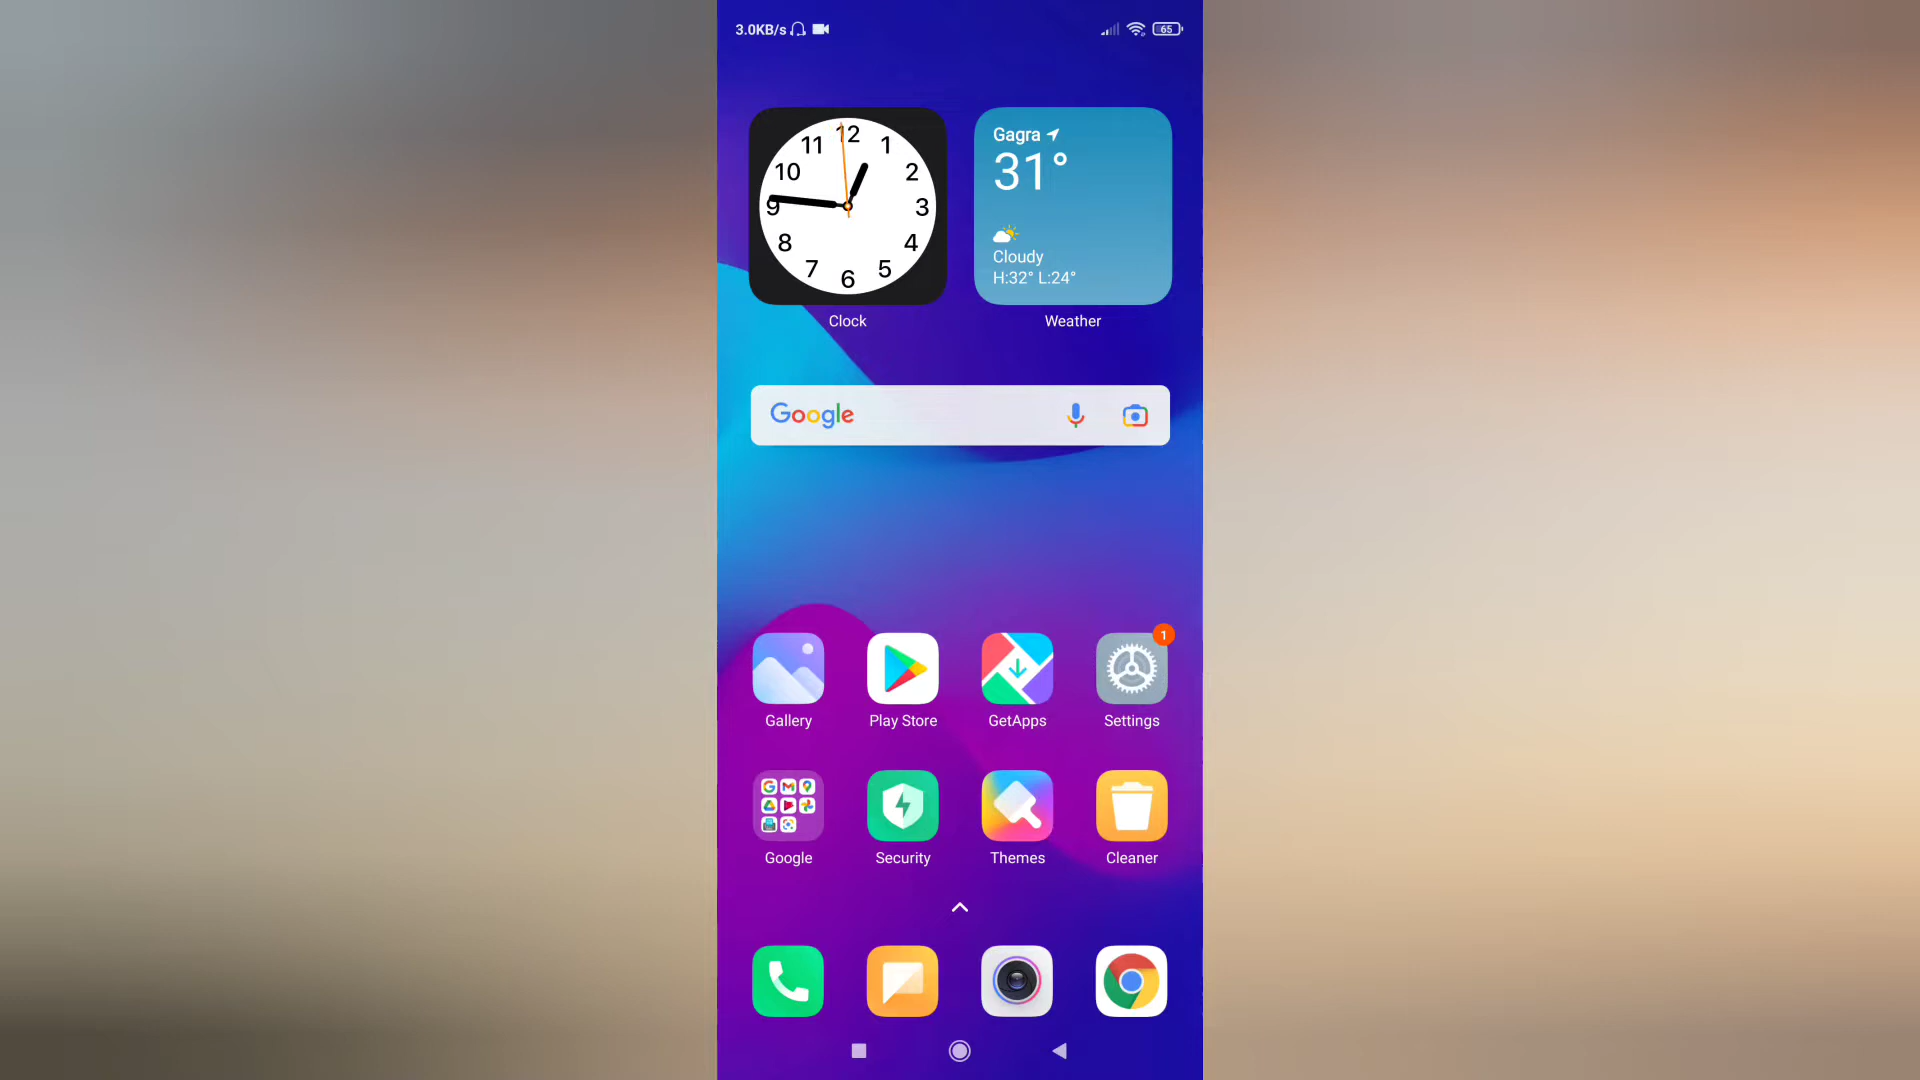 3.0KB/s
65
12
11
1
10
2
9
3
8
4
7
5
6
Gagra
31°
Cloudy
H:32° L:24°
Clock
Weather
Google
1
Gallery
Play Store
GetApps
Settings
Google
Security
Themes
Cleaner